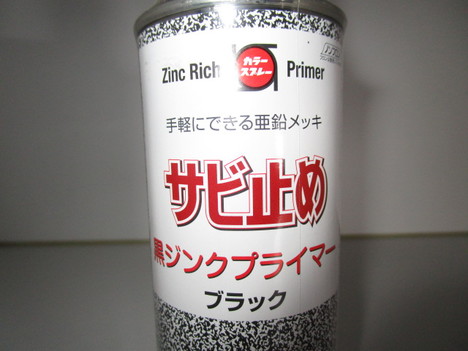 Zinc Rich カラースプレー Primer
手軽にできる亜鉛メッキ
サビ止め
黒ジンクプライマー
ブラック